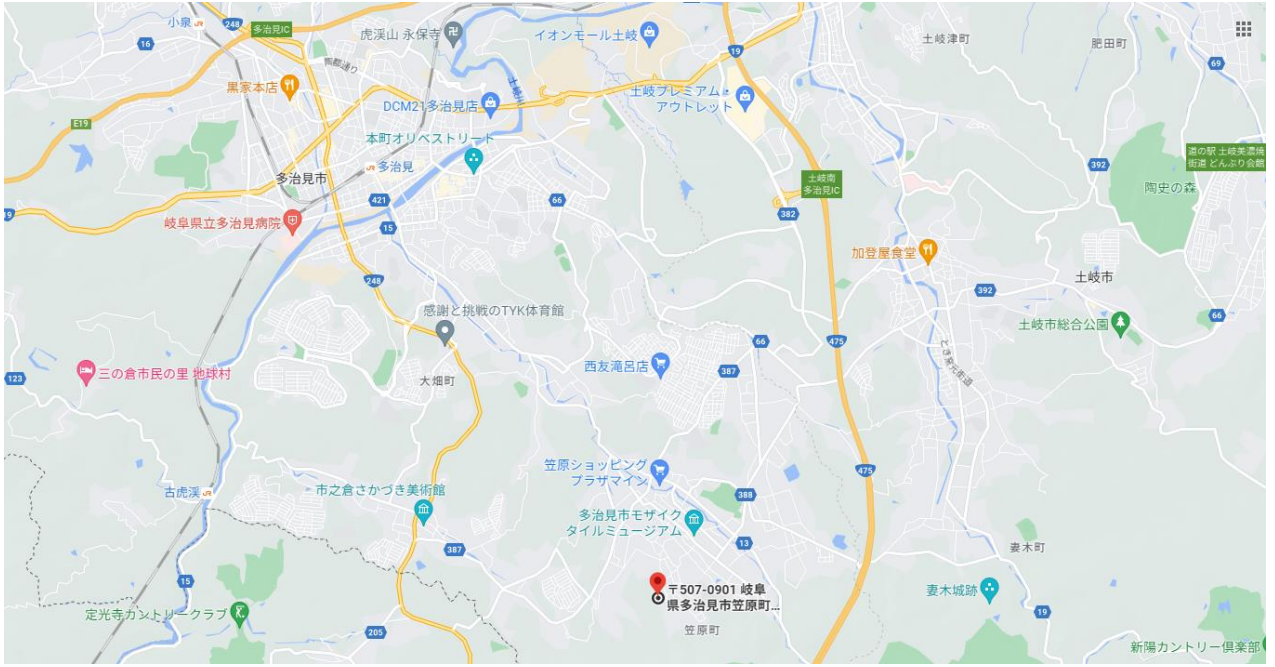 小泉
248
多治見IC
虎渓山 永保寺
イオンモール土岐
19
土岐津町
肥田町
16
69
黒家本店
土岐川
DCM21多治見店
土岐プレミアム・
アウトレット
E19
本町オリベストリート
道の駅 土岐美濃焼
街道 どんぶり会館
多治見
392
多治見市
土岐南
多治見IC
陶史の森
421
66
19
382
岐阜県立多治見病院
15
加登屋食堂
248
土岐市
392
感謝と挑戦のTYK体育館
66
土岐市総合公園
66
475
西友滝呂店
387
三の倉市民の里 地球村
123
大畑町
笠原ショッピング
プラザマイン
475
市之倉さかづき美術館
古虎渓
388
多治見市モザイク
タイルミュージアム
13
387
妻木町
15
〒507-0901 岐阜
県多治見市笠原町...
妻木城跡
定光寺カントリークラブ
19
205
笠原町
新陽カントリー倶楽部